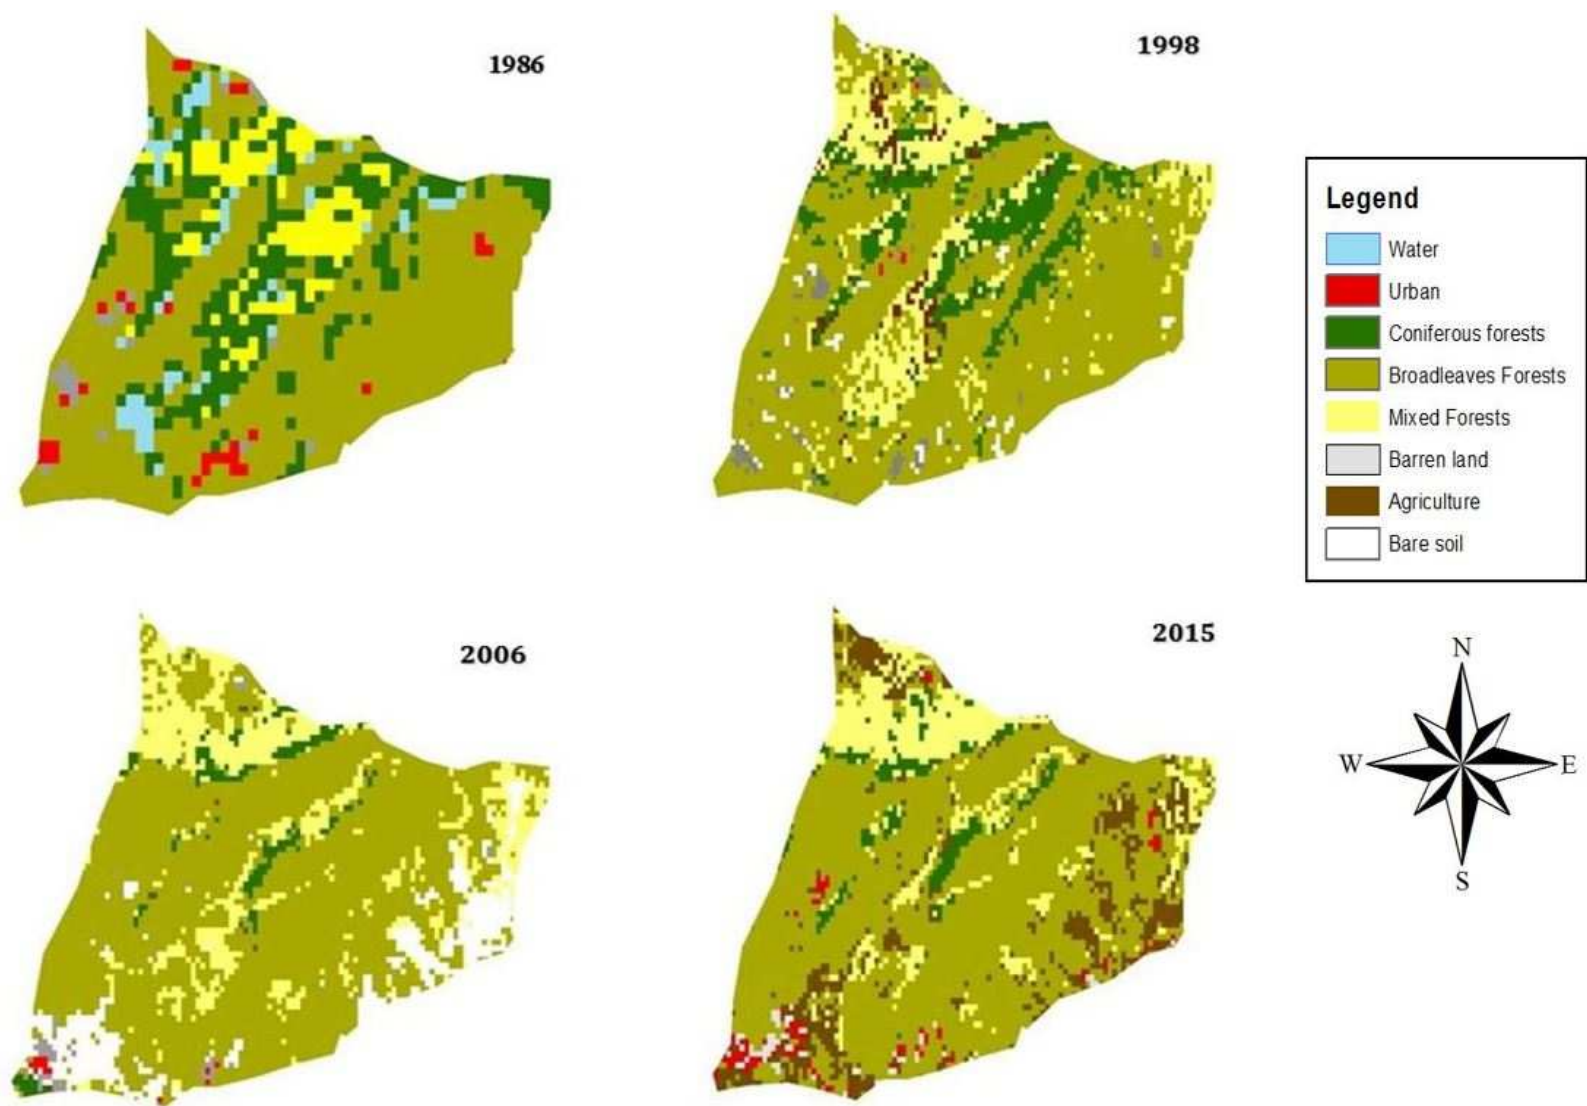 1986
1998
Legend
Water
Urban
Coniferous forests
Broadleaves Forests
Mixed Forests
Barren land
Agriculture
Bare soil
2006
2015
N
W
E
S